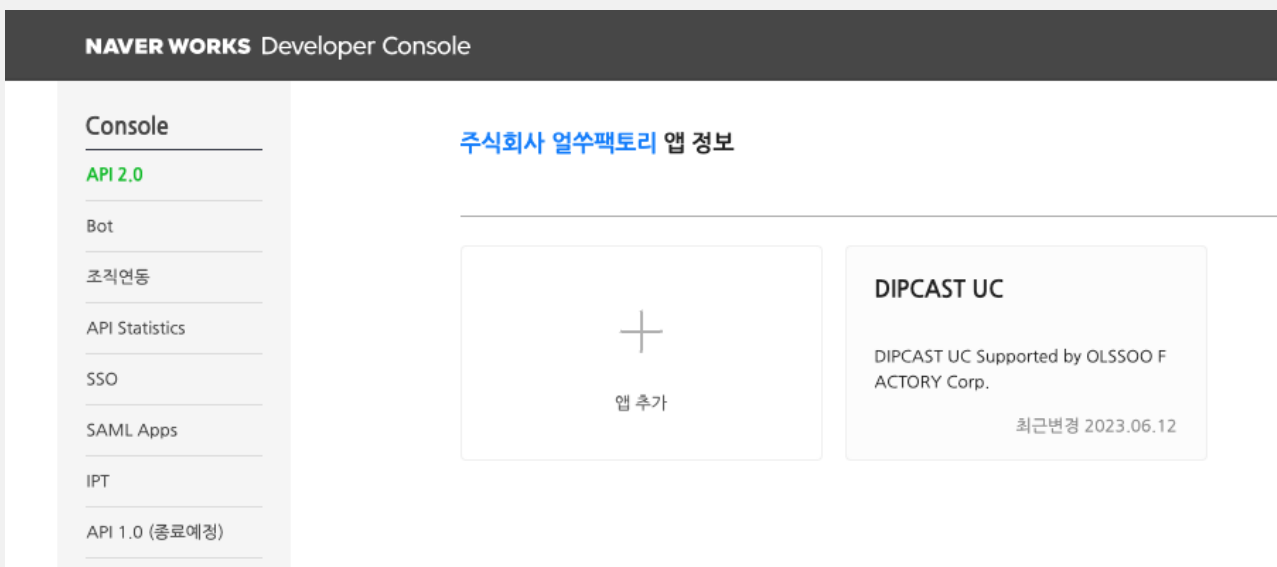 NAVER WORKS Developer Console
Console
API 2.0
Bot
조직연동
API Statistics
SSO
SAML Apps
IPT
API 1.0 (종료예정)
주식회사 얼쑤팩토리 앱 정보
앱 추가
DIPCAST UC
DIPCAST UC Supported by OLSSOO F
ACTORY Corp.
최근변경 2023.06.12